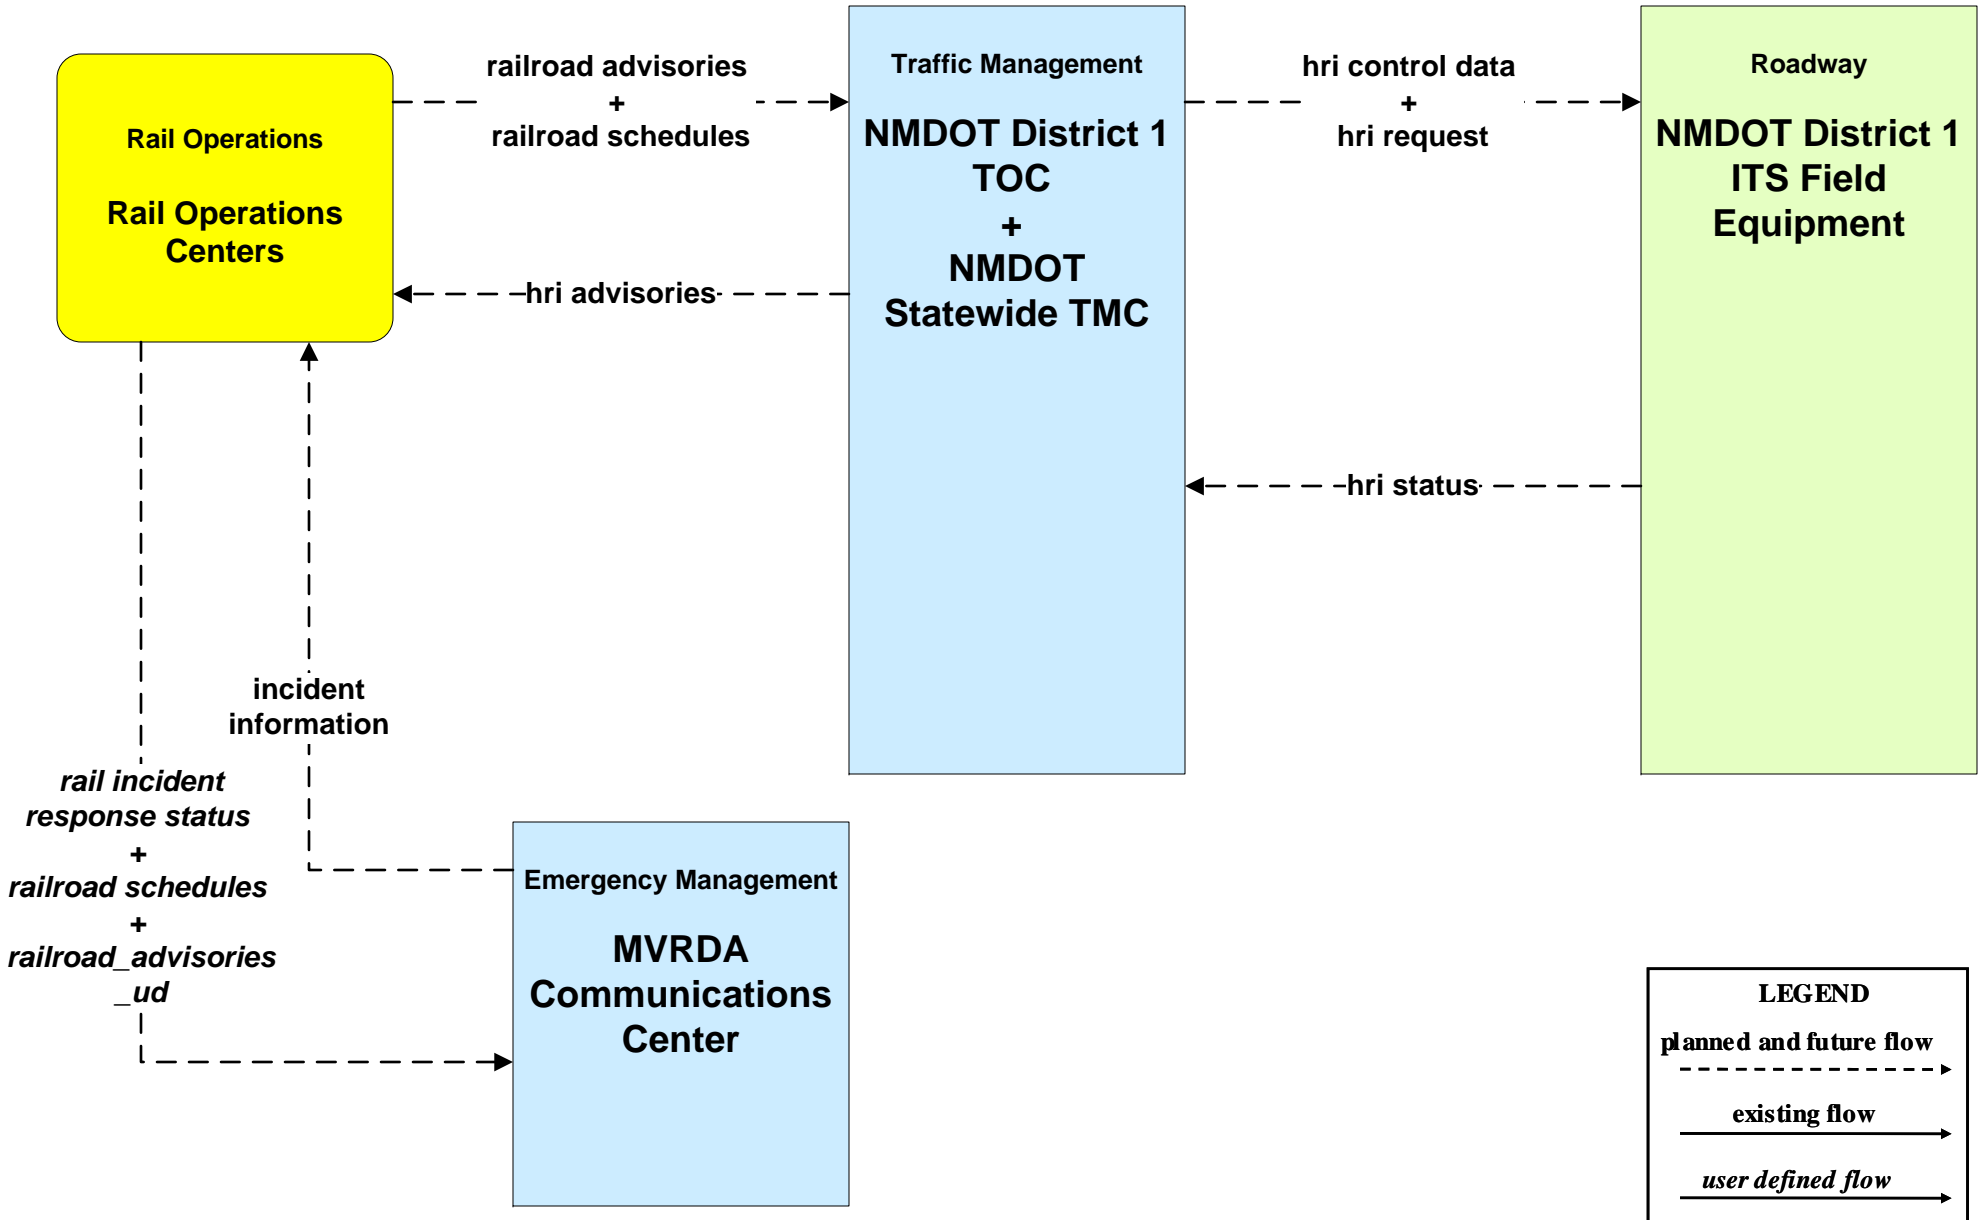 Rail Operations
Rail Operations
Centers
railroad advisories
+
railroad schedules
hri advisories
Traffic Management
NMDOT District 1
TOC
+
NMDOT
Statewide TMC
hri control data
+
hri request
hri status
Roadway
NMDOT District 1
ITS Field
Equipment
incident
information
rail incident
response status
+
railroad schedules
+
railroad_advisories
_ud
Emergency Management
MVRDA
Communications
Center
LEGEND
planned and future flow
existing flow
user defined flow